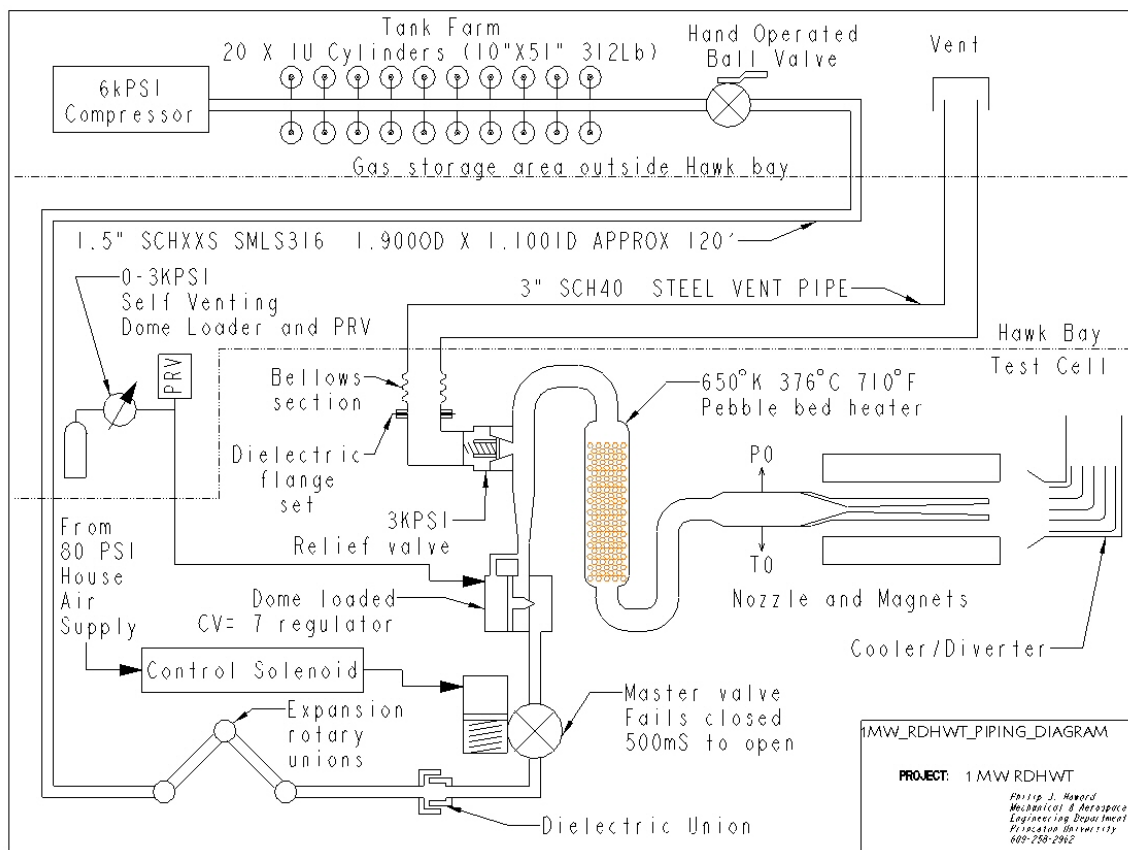 Tank Farm
20 X 1U Cylinders (10"X51" 312Lb)
Hand Operated
Ball Valve
Vent
6kPSI
Compressor
Gas storage area outside Hawk bay
1.5" SCHXXS SMLS316 1.900OD X 1.100ID APPROX 120'
0-3KPSI
Self Venting
Dome Loader and PRV
3" SCH40 STEEL VENT PIPE
Hawk Bay
Test Cell
PRV
Bellows
section
650°K 376°C 710°F
Pebble bed heater
Dielectric
flange
set
P0
3KPSI
Relief valve
From
80 PSI
House
Air
Supply
T0
Dome loaded
CV= 7 regulator
Nozzle and Magnets
Cooler/Diverter
Control Solenoid
Master valve
Fails closed
500mS to open
Expansion
rotary
unions
Dielectric Union
1MW_RDHWT_PIPING_DIAGRAM
PROJECT: 1 MW RDHWT
Philip J. Howard
Mechanical & Aerospace
Engineering Department
Princeton University
609-258-2962